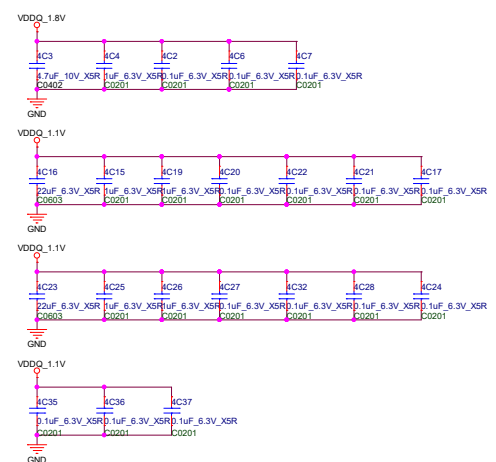 VDDQ_1.8V
4C3 4C4 4C2 4C6 4C7
4.7uF_10V_X5R 1uF_6.3V_X5R 0.1uF_6.3V_X5R 0.1uF_6.3V_X5R 0.1uF_6.3V_X5R
C0402 C0201 C0201 C0201 C0201
GND
VDDQ_1.1V
4C16 4C15 4C19 4C20 4C22 4C21 4C17
22uF_6.3V_X5R 1uF_6.3V_X5R 1uF_6.3V_X5R 0.1uF_6.3V_X5R 0.1uF_6.3V_X5R 0.1uF_6.3V_X5R 0.1uF_6.3V_X5R
C0603 C0201 C0201 C0201 C0201 C0201 C0201
GND
VDDQ_1.1V
4C23 4C25 4C26 4C27 4C32 4C28 4C24
22uF_6.3V_X5R 1uF_6.3V_X5R 1uF_6.3V_X5R 0.1uF_6.3V_X5R 0.1uF_6.3V_X5R 0.1uF_6.3V_X5R 0.1uF_6.3V_X5R
C0603 C0201 C0201 C0201 C0201 C0201 C0201
GND
VDDQ_1.1V
4C35 4C36 4C37
0.1uF_6.3V_X5R 0.1uF_6.3V_X5R 0.1uF_6.3V_X5R
C0201 C0201 C0201
GND